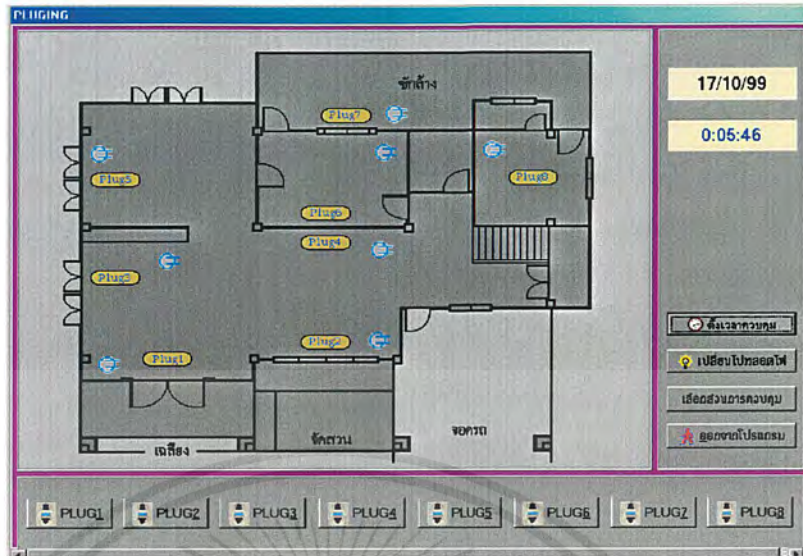 PLUGING
ซักล้าง
17/10/99
Plug7
0:05:46
Plug5
Plug8
Plug6
Plug4
Plug3
Plug2
Plug1
ตั้งเวลาควบคุม
เปลี่ยนไปหลอดไฟ
เลือกส่วนการควบคุม
ออกจากโปรแกรม
เฉลียง
จัดสวน
จอดรถ
PLUG1 PLUG2 PLUG3 PLUG4 PLUG5 PLUG6 PLUG7 PLUG8